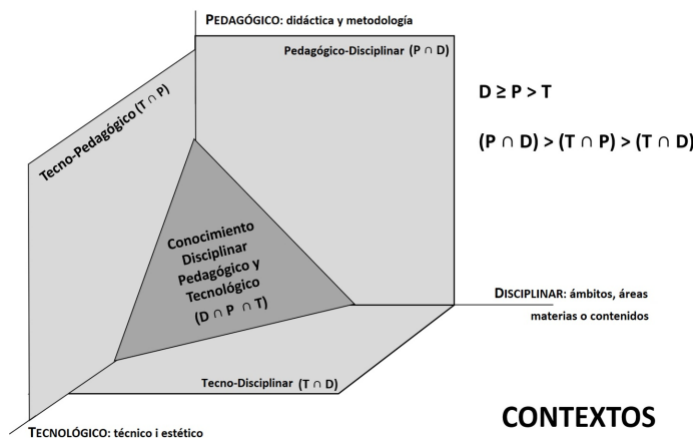 PEDAGÓGICO: didáctica y metodología
Pedagógico-Disciplinar (P ∩ D)
Tecno-Pedagógico (T ∩ P)
D ≥ P > T
(P ∩ D) > (T ∩ P) > (T ∩ D)
Conocimiento
Disciplinar
Pedagógico y
Tecnológico
(D ∩ P ∩ T)
DISCIPLINAR: ámbitos, áreas
materias o contenidos
Tecno-Disciplinar (T ∩ D)
CONTEXTOS
TECNOLÓGICO: técnico i estético